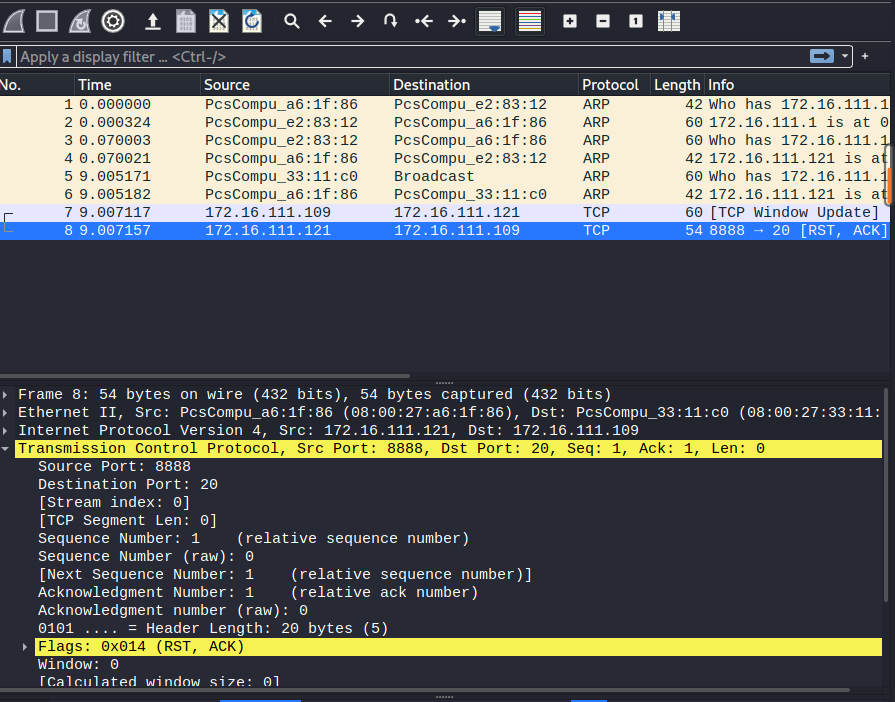 Apply a display filter ... <Ctrl-/>
No. Time Source Destination Protocol Length Info
1 0.000000 PcsCompu_a6:1f:86 PcsCompu_e2:83:12 ARP 42 Who has 172.16.111.1
2 0.000324 PcsCompu_e2:83:12 PcsCompu_a6:1f:86 ARP 60 172.16.111.1 is at 0
3 0.070003 PcsCompu_e2:83:12 PcsCompu_a6:1f:86 ARP 60 Who has 172.16.111.1
4 0.070021 PcsCompu_a6:1f:86 PcsCompu_e2:83:12 ARP 42 172.16.111.121 is at
5 9.005171 PcsCompu_33:11:c0 Broadcast ARP 60 Who has 172.16.111.1
6 9.005182 PcsCompu_a6:1f:86 PcsCompu_33:11:c0 ARP 42 172.16.111.121 is at
7 9.007117 172.16.111.109 172.16.111.121 TCP 60 [TCP Window Update]
8 9.007157 172.16.111.121 172.16.111.109 TCP 54 8888 → 20 [RST, ACK]
Frame 8: 54 bytes on wire (432 bits), 54 bytes captured (432 bits)
Ethernet II, Src: PcsCompu_a6:1f:86 (08:00:27:a6:1f:86), Dst: PcsCompu_33:11:c0 (08:00:27:33:11:
Internet Protocol Version 4, Src: 172.16.111.121, Dst: 172.16.111.109
Transmission Control Protocol, Src Port: 8888, Dst Port: 20, Seq: 1, Ack: 1, Len: 0
Source Port: 8888
Destination Port: 20
[Stream index: 0]
[TCP Segment Len: 0]
Sequence Number: 1 (relative sequence number)
Sequence Number (raw): 0
[Next Sequence Number: 1 (relative sequence number)]
Acknowledgment Number: 1 (relative ack number)
Acknowledgment number (raw): 0
0101 .... = Header Length: 20 bytes (5)
Flags: 0x014 (RST, ACK)
Window: 0
[Calculated window size: 0]